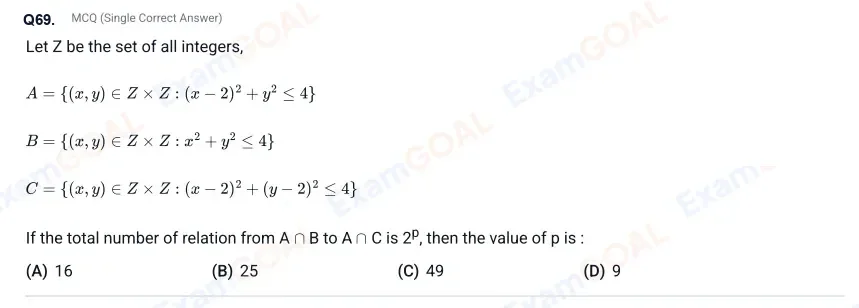 Q69. MCQ (Single Correct Answer)
Let Z be the set of all integers,
A = {(x, y) ∈ Z × Z : (x − 2)² + y² ≤ 4}
B = {(x, y) ∈ Z × Z : x² + y² ≤ 4}
C = {(x, y) ∈ Z × Z : (x − 2)² + (y − 2)² ≤ 4}
If the total number of relation from A ∩ B to A ∩ C is 2ᵖ, then the value of p is :
(A) 16 (B) 25 (C) 49 (D) 9
ExamGOAL